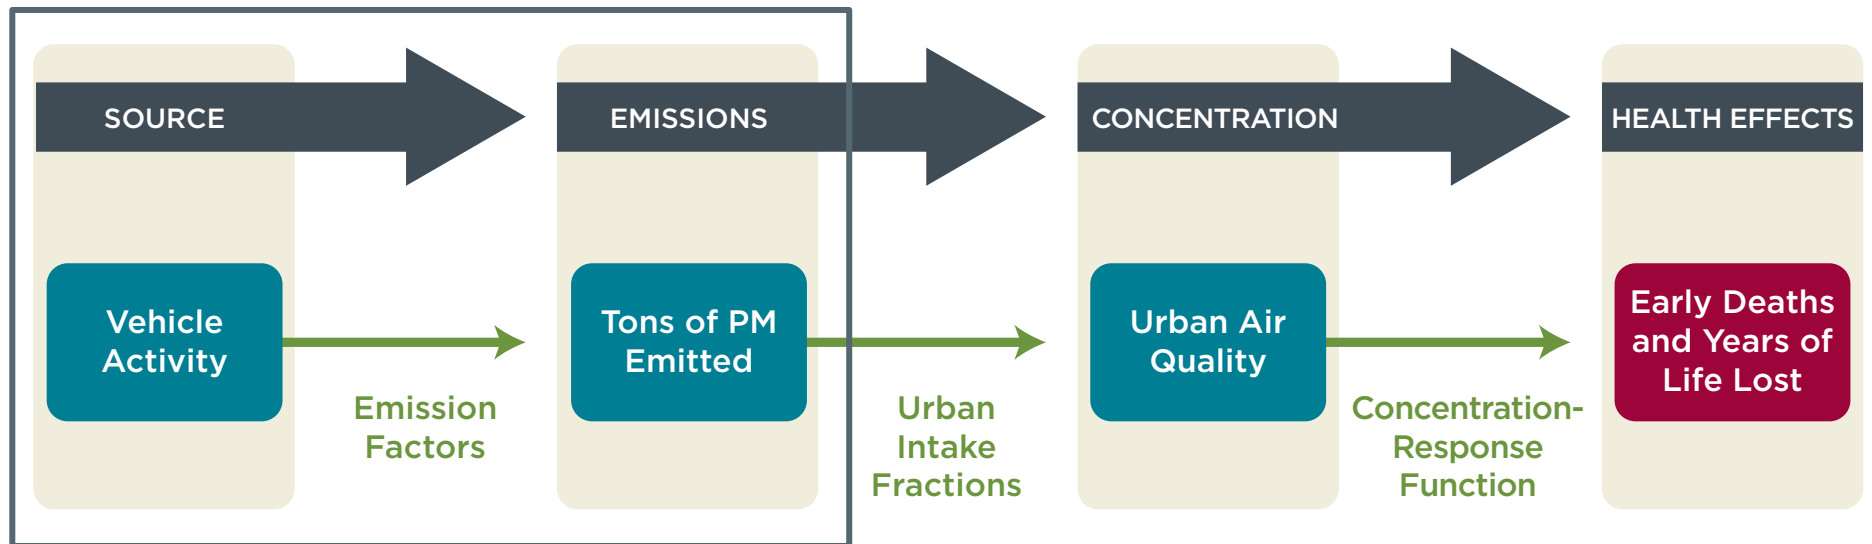 SOURCE
EMISSIONS
CONCENTRATION
HEALTH EFFECTS
Vehicle
Activity
Emission
Factors
Tons of PM
Emitted
Urban
Intake
Fractions
Urban Air
Quality
Concentration-
Response
Function
Early Deaths
and Years of
Life Lost